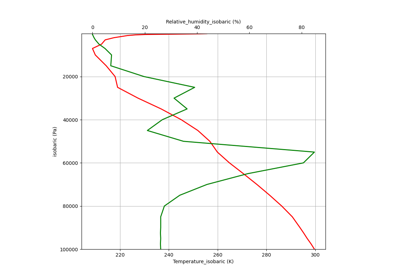 Relative_humidity_isobaric (%)
0 20 40 60 80
20000
40000
60000
80000
100000
isobaric (Pa)
220 240 260 280 300
Temperature_isobaric (K)